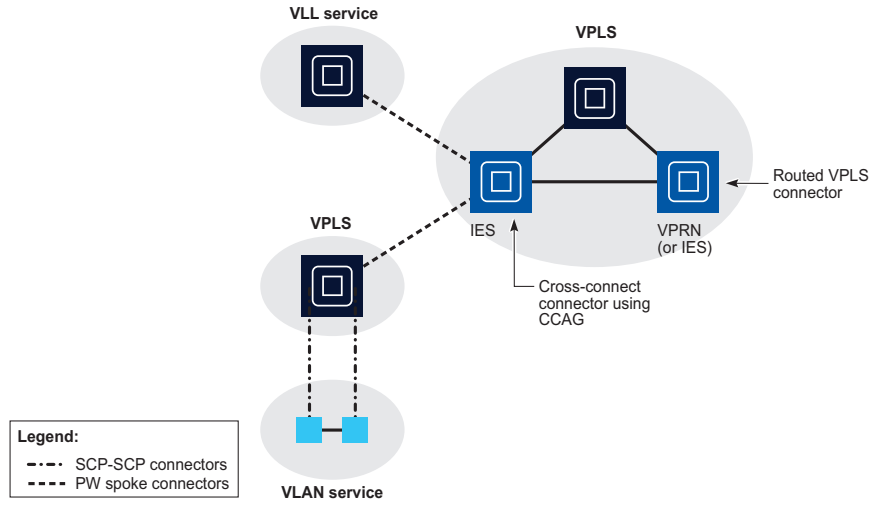 VLL service
VPLS
Routed VPLS
connector
IES
VPRN
(or IES)
VPLS
Cross-connect
connector using
CCAG
Legend:
SCP-SCP connectors
PW spoke connectors
VLAN service